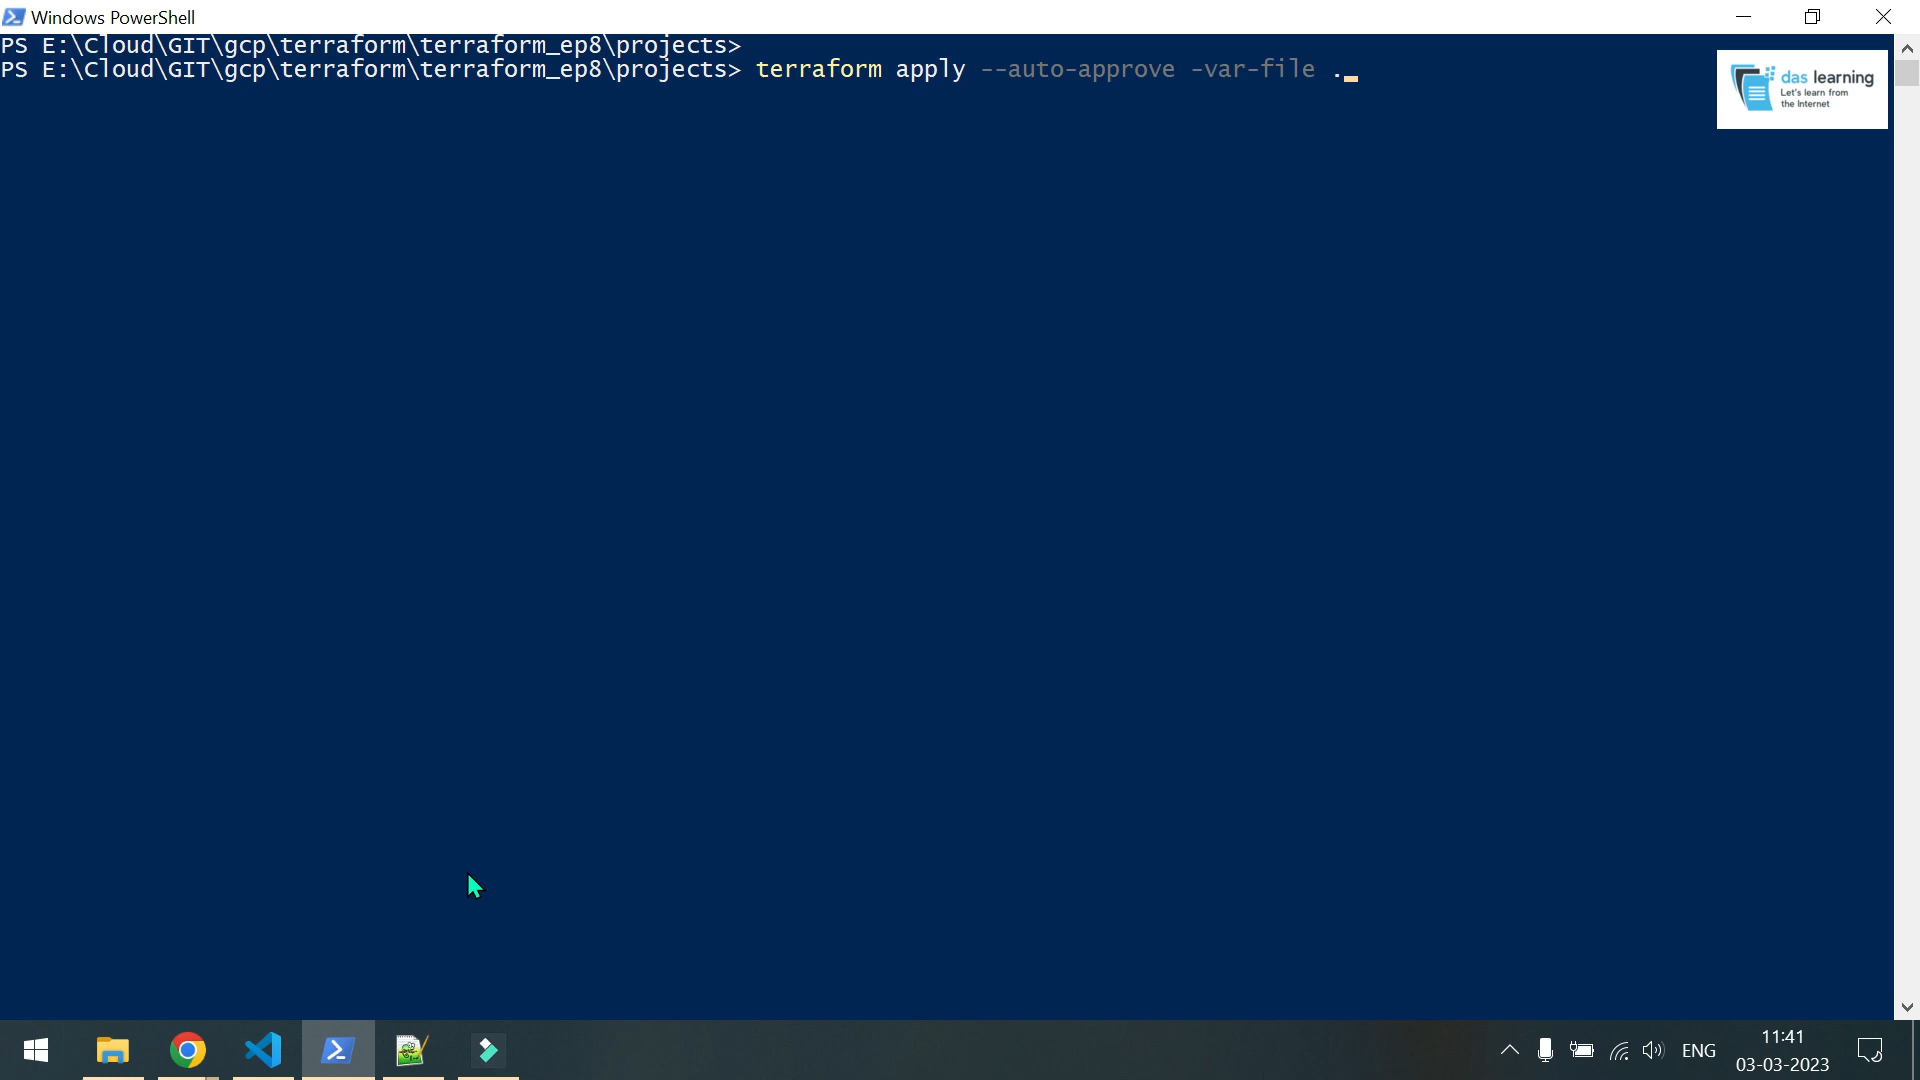 Windows PowerShell
PS E:\Cloud\GIT\gcp\terraform\terraform_ep8\projects>
PS E:\Cloud\GIT\gcp\terraform\terraform_ep8\projects> terraform apply --auto-approve -var-file ._
das learning
Let's learn from
the Internet
ENG
11:41
03-03-2023